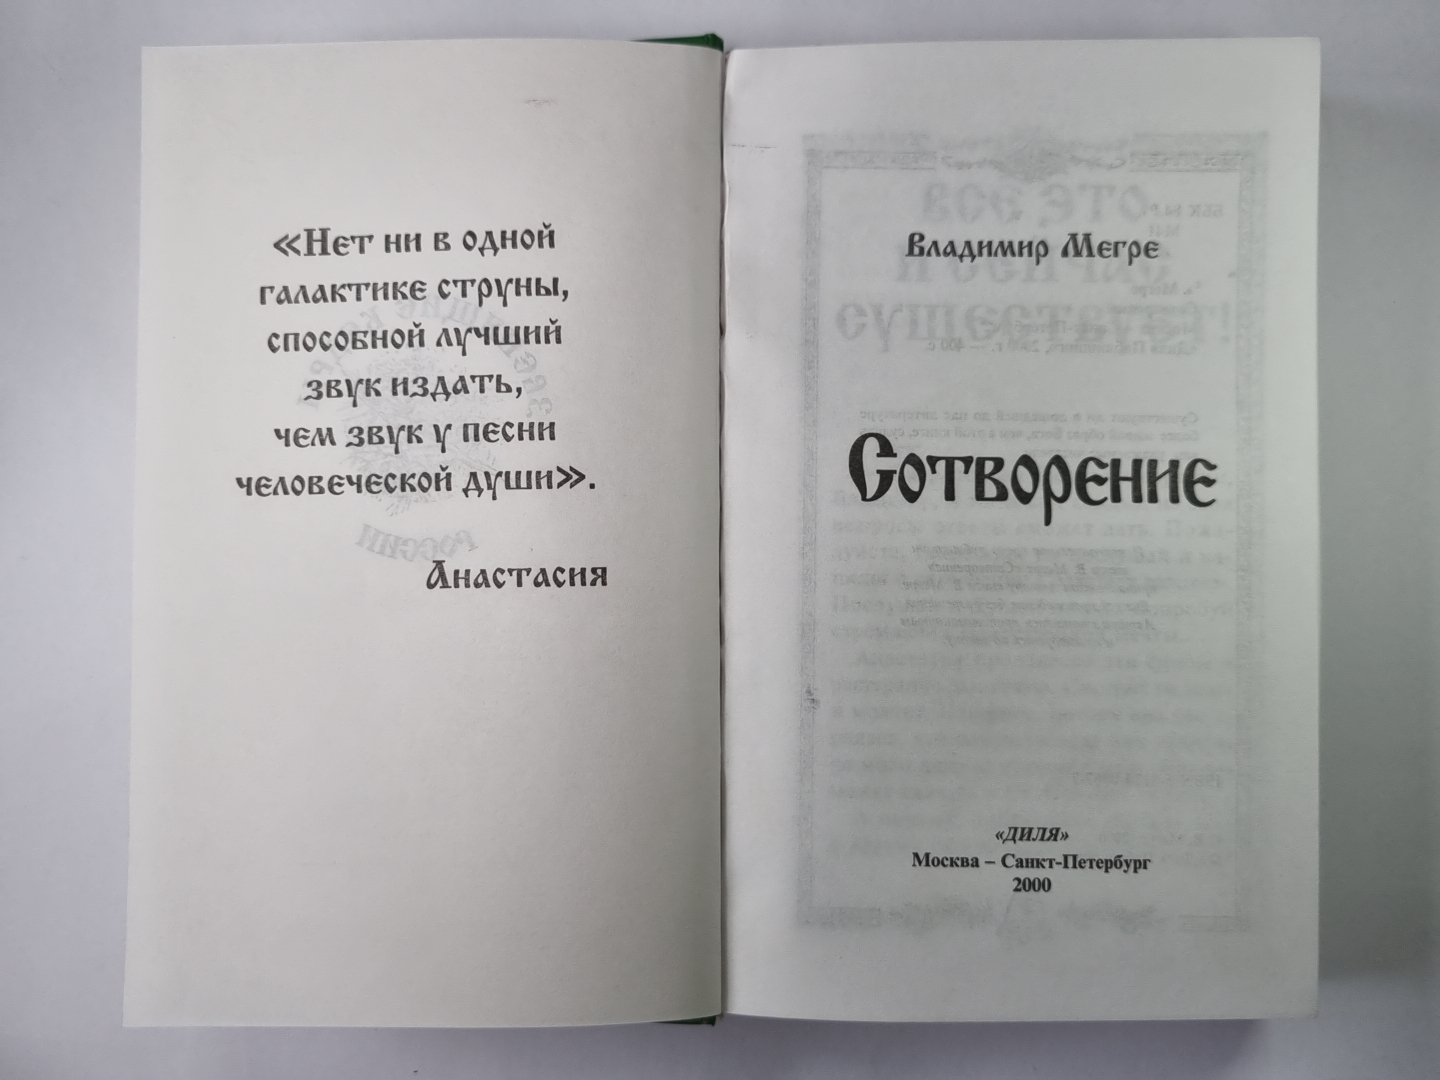 «Нет ни в одной
галактике струны,
способной лучший
звук издать,
чем звук у песни
человеческой души».
Анастасия
Владимир Мегре
Сотворение
«ДИЛЯ»
Москва – Санкт-Петербург
2000